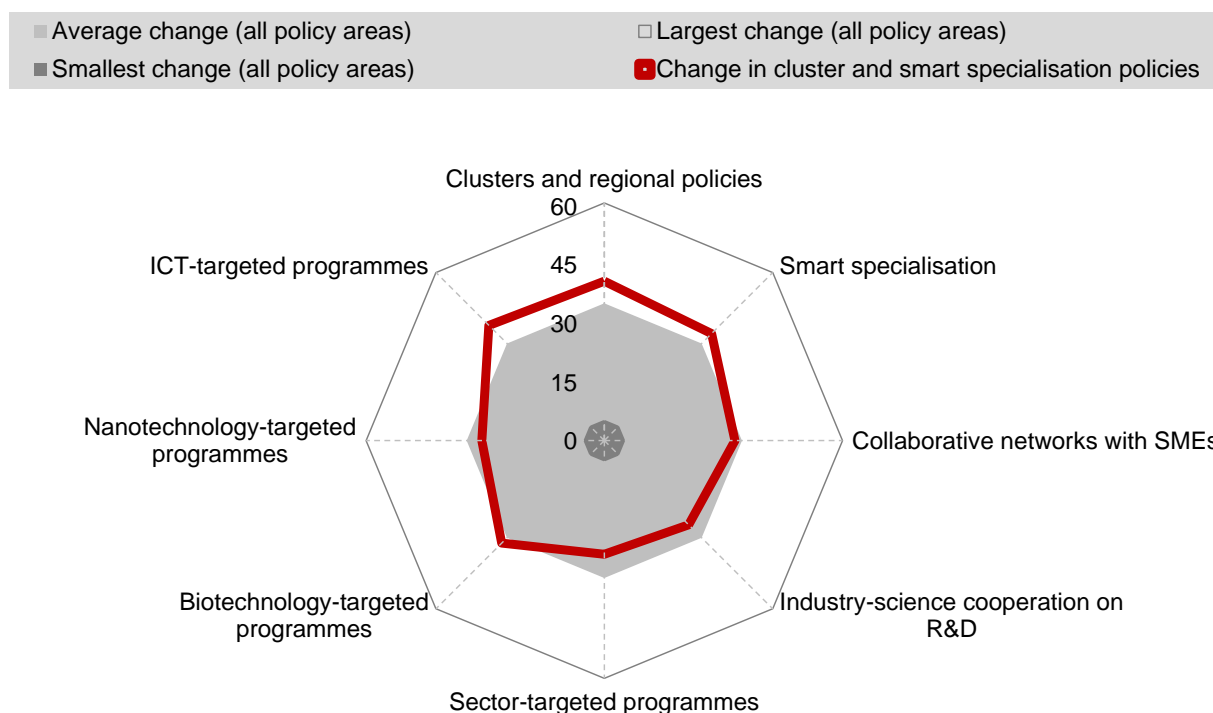 Average change (all policy areas)
Largest change (all policy areas)
Smallest change (all policy areas)
Change in cluster and smart specialisation policies
Clusters and regional policies
60
ICT-targeted programmes
45
Smart specialisation
30
15
Nanotechnology-targeted
programmes
0
Collaborative networks with SMEs
Biotechnology-targeted
programmes
Industry-science cooperation on
R&D
Sector-targeted programmes